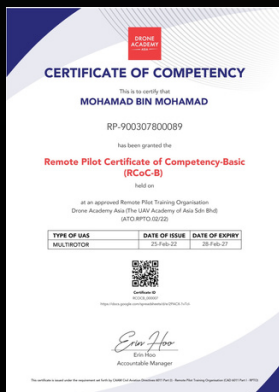 DRONE
ACADEMY
ASIA
CERTIFICATE OF COMPETENCY
This is to certify that
MOHAMAD BIN MOHAMAD
RP-900307800089
has been granted the
Remote Pilot Certificate of Competency-Basic
(RCoC-B)
held on
at an approved Remote Pilot Training Organisation
Drone Academy Asia (The UAV Academy of Asia Sdn Bhd)
(ATO.RPTO.02/22)
TYPE OF UAS DATE OF ISSUE DATE OF EXPIRY
MULTIROTOR 25-Feb-22 28-Feb-27
Certificate ID
Erin Hoo
Erin Hoo
Accountable Manager